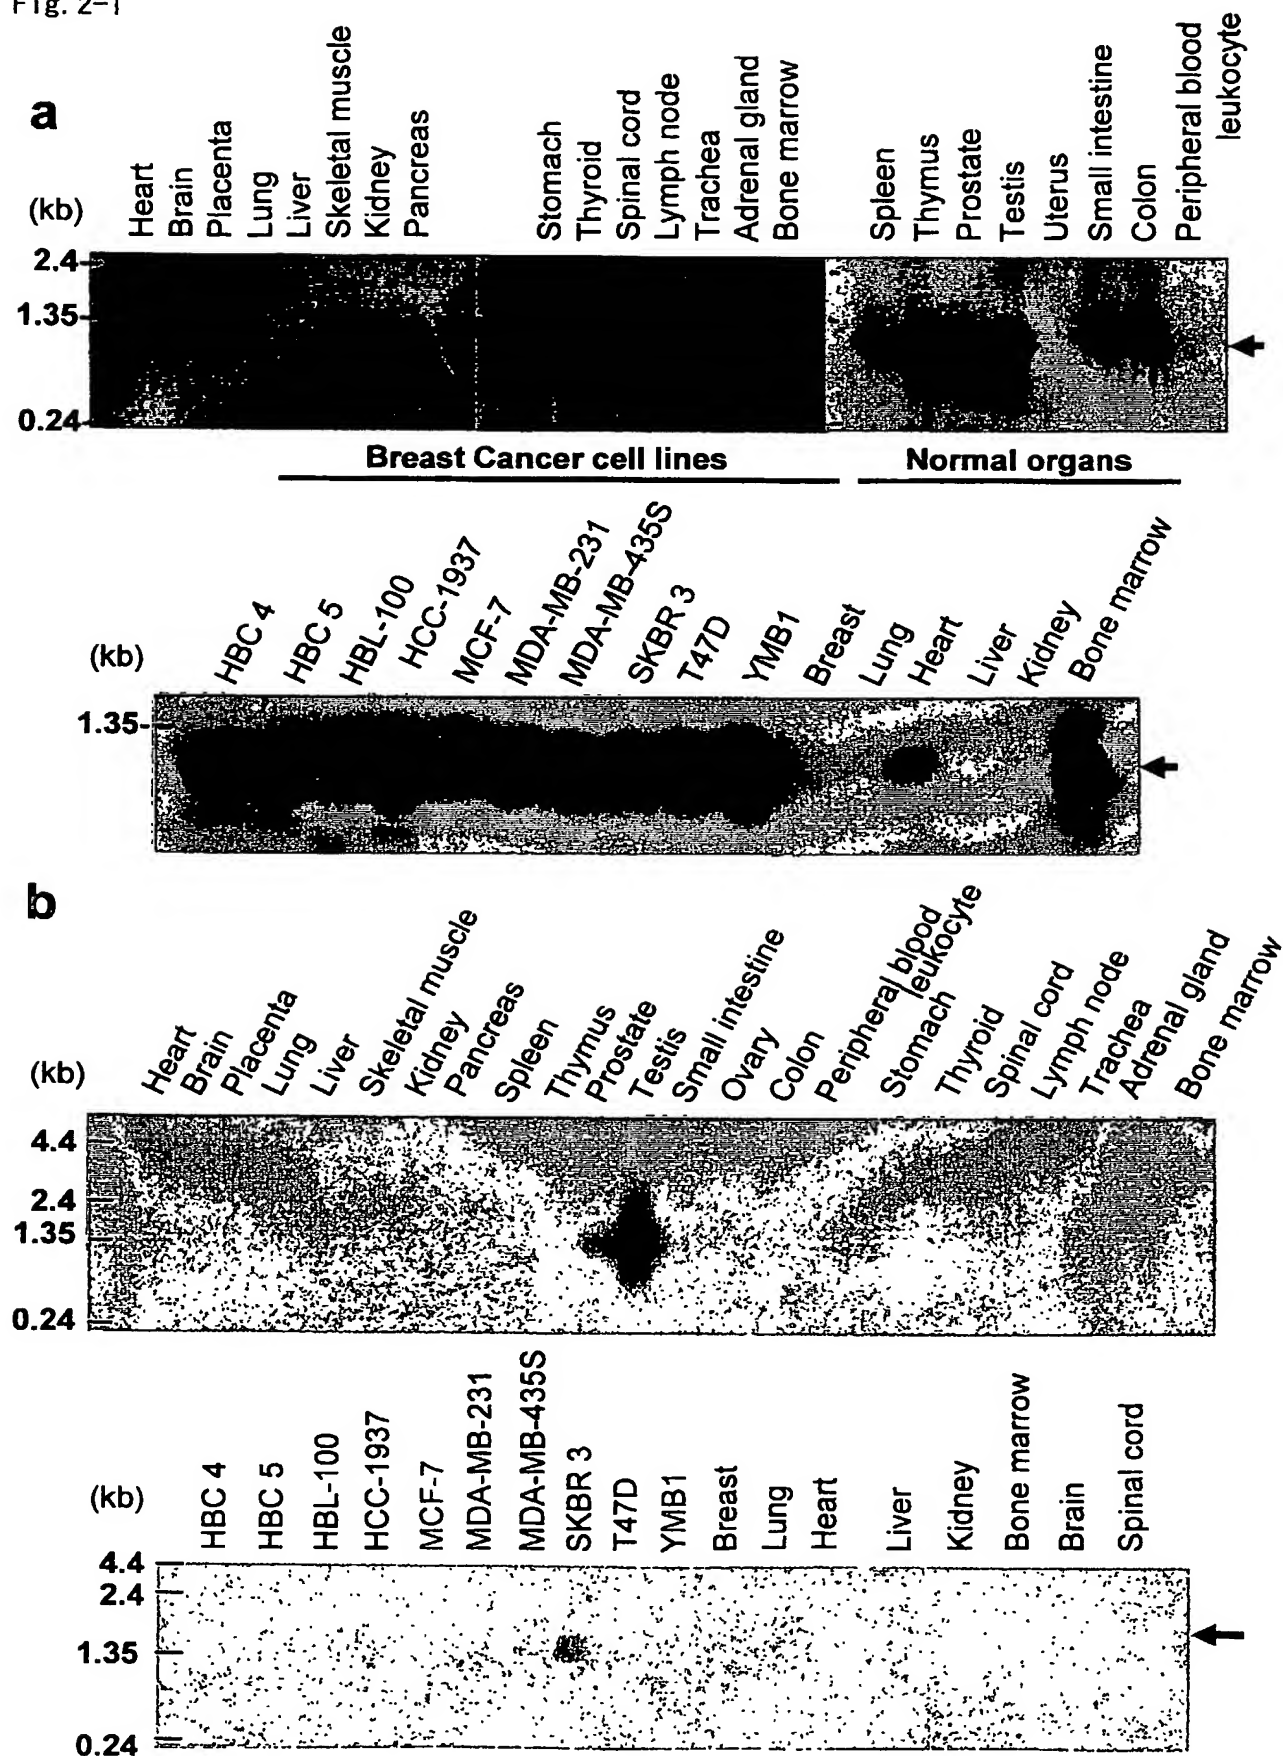 Fig. 2-1
a
(kb)
Heart
Brain
Placenta
Lung
Liver
Skeletal muscle
Kidney
Pancreas
Stomach
Thyroid
Spinal cord
Lymph node
Trachea
Adrenal gland
Bone marrow
Spleen
Thymus
Prostate
Testis
Uterus
Small intestine
Colon
Peripheral blood
leukocyte
2.4
1.35
0.24
Breast Cancer cell lines
Normal organs
(kb)
HBC 4
HBC 5
HBL-100
HCC-1937
MCF-7
MDA-MB-231
MDA-MB-435S
SKBR 3
T47D
YMB1
Breast
Lung
Heart
Liver
Kidney
Bone marrow
1.35
b
(kb)
Heart
Brain
Placenta
Lung
Liver
Skeletal muscle
Kidney
Pancreas
Spleen
Thymus
Prostate
Testis
Small intestine
Ovary
Colon
Peripheral blood
leukocyte
Stomach
Thyroid
Spinal cord
Lymph node
Trachea
Adrenal gland
Bone marrow
4.4
2.4
1.35
0.24
(kb)
HBC 4
HBC 5
HBL-100
HCC-1937
MCF-7
MDA-MB-231
MDA-MB-435S
SKBR 3
T47D
YMB1
Breast
Lung
Heart
Liver
Kidney
Bone marrow
Brain
Spinal cord
4.4
2.4
1.35
0.24